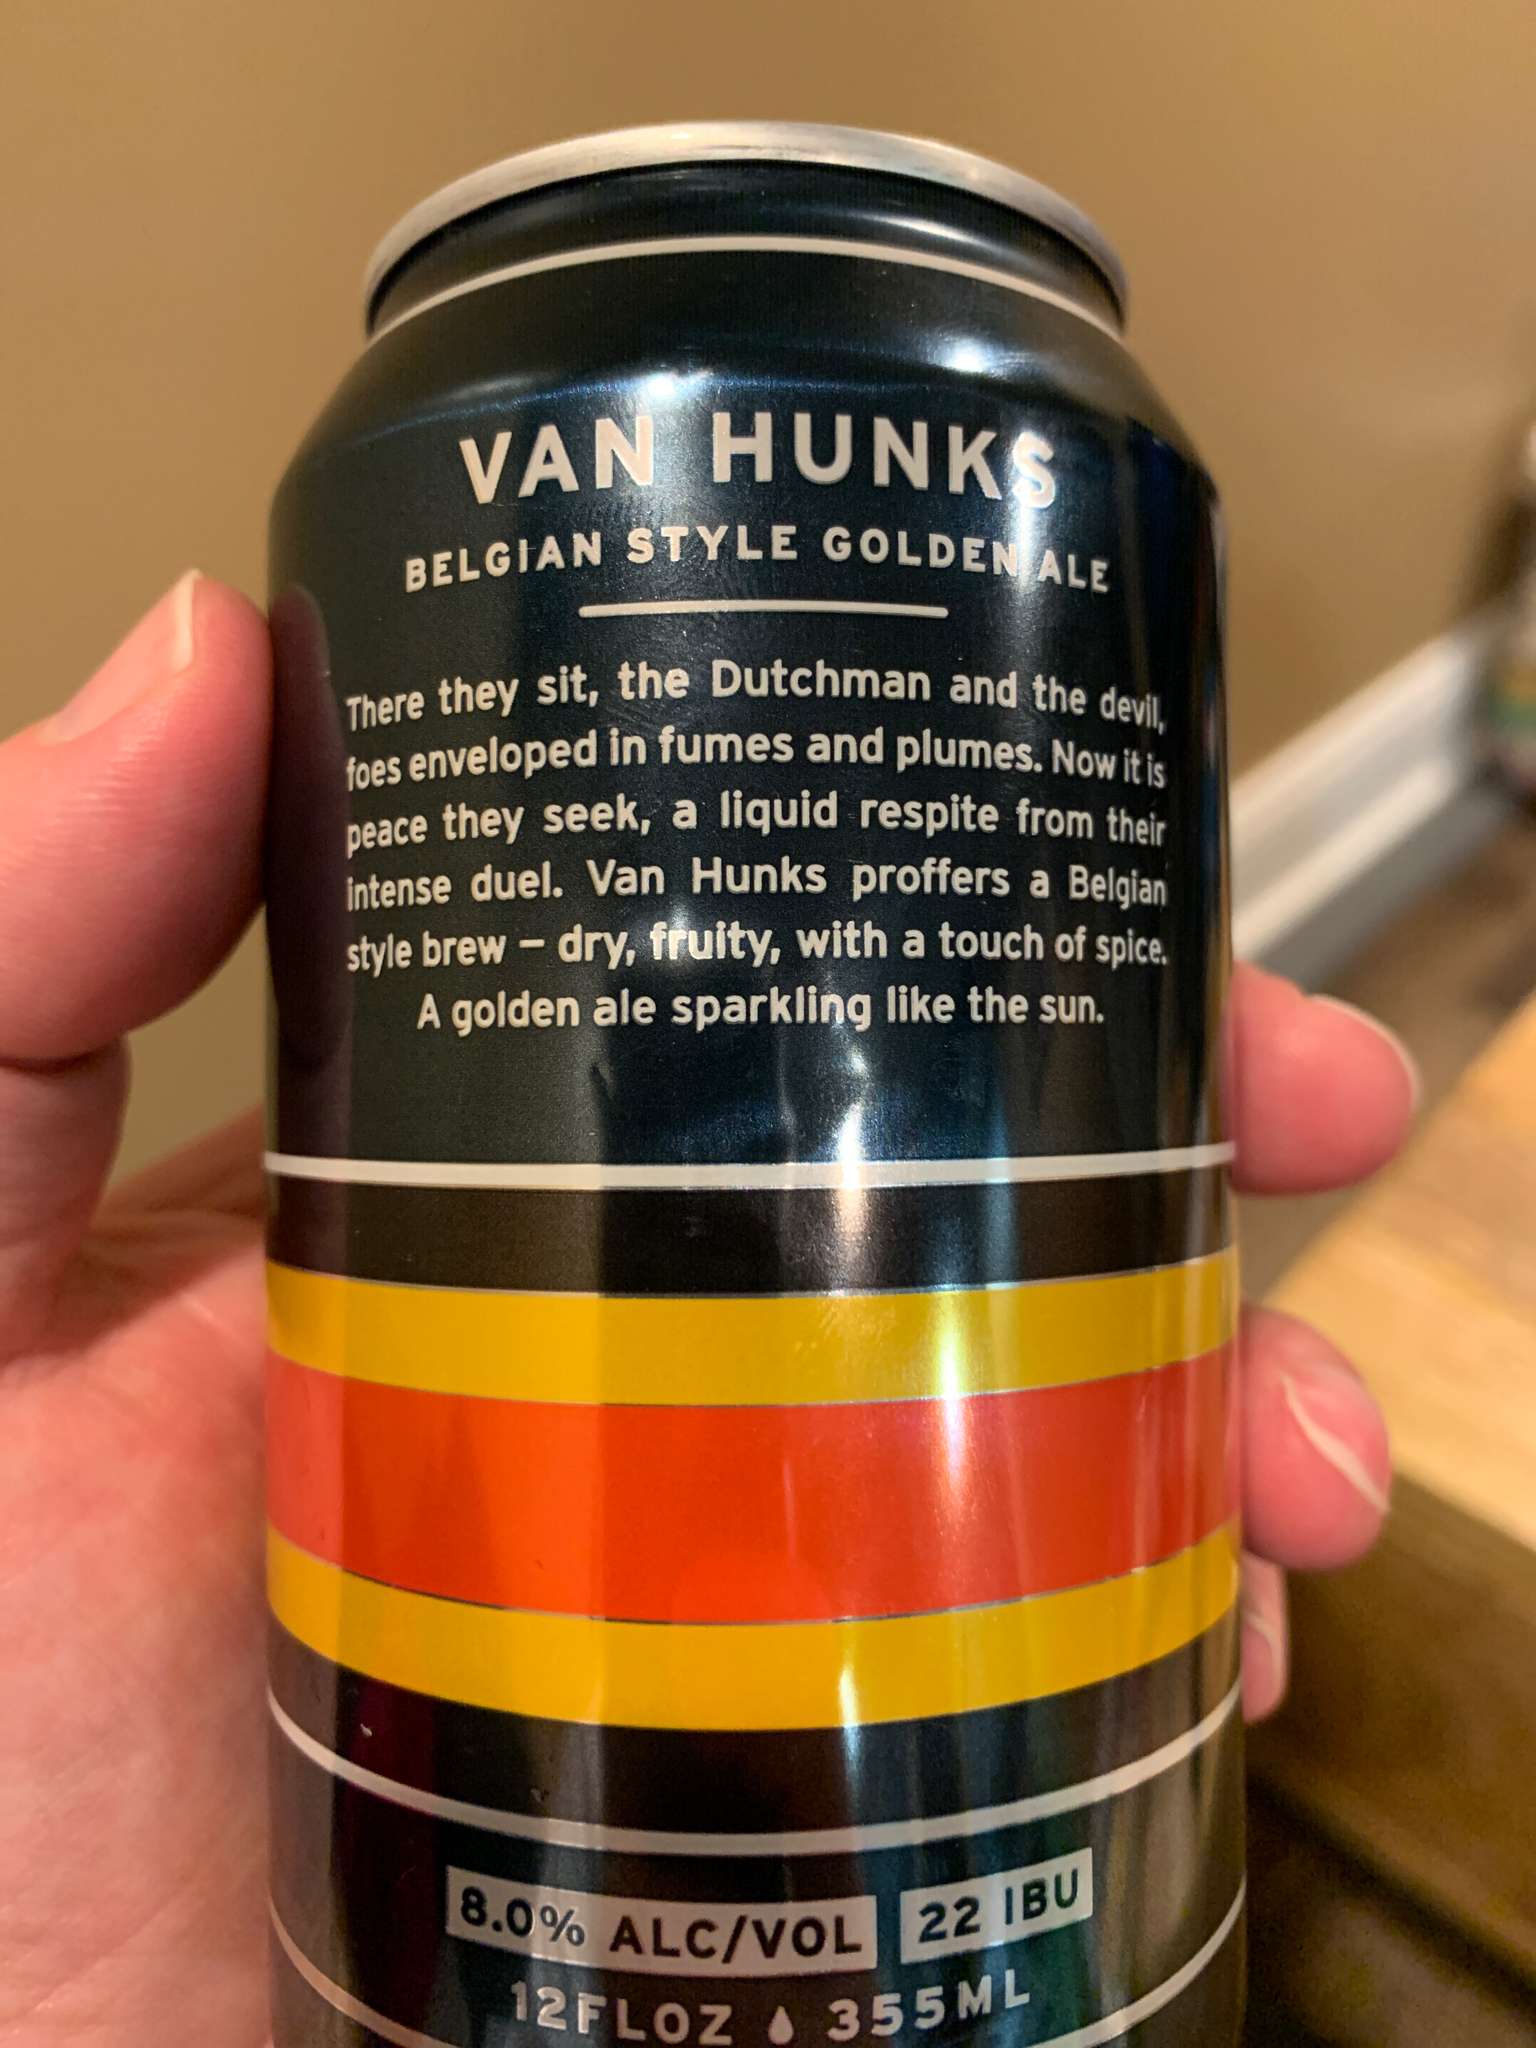 VAN HUNKS
BELGIAN STYLE GOLDEN ALE
There they sit, the Dutchman and the devil,
foes enveloped in fumes and plumes. Now it is
peace they seek, a liquid respite from their
intense duel. Van Hunks proffers a Belgian
style brew – dry, fruity, with a touch of spice.
A golden ale sparkling like the sun.
8.0% ALC/VOL 22 IBU
12FLOZ 355ML